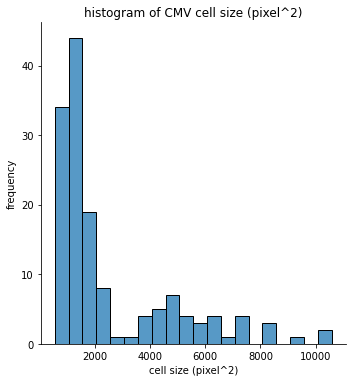 histogram of CMV cell size (pixel^2)
frequency
40
30
20
10
0
2000 4000 6000 8000 10000
cell size (pixel^2)